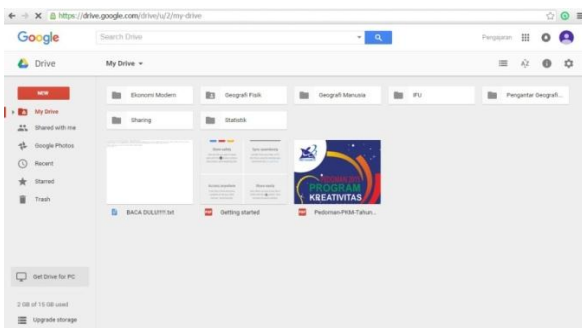 https://drive.google.com/drive/u/2/my-drive
Google
Search Drive
Pengajaran
Drive
My Drive
NEW
My Drive
Shared with me
Google Photos
Recent
Starred
Trash
Get Drive for PC
2 GB of 15 GB used
Upgrade storage
Ekonomi Modern
Geografi Fisik
Geografi Manusia
IFU
Pengantar Geografi...
Sharing
Statistik
PROGRAM
KREATIVITAS
BACA DULU!!!!!.txt
Getting started
Pedoman-PKM-Tahun...